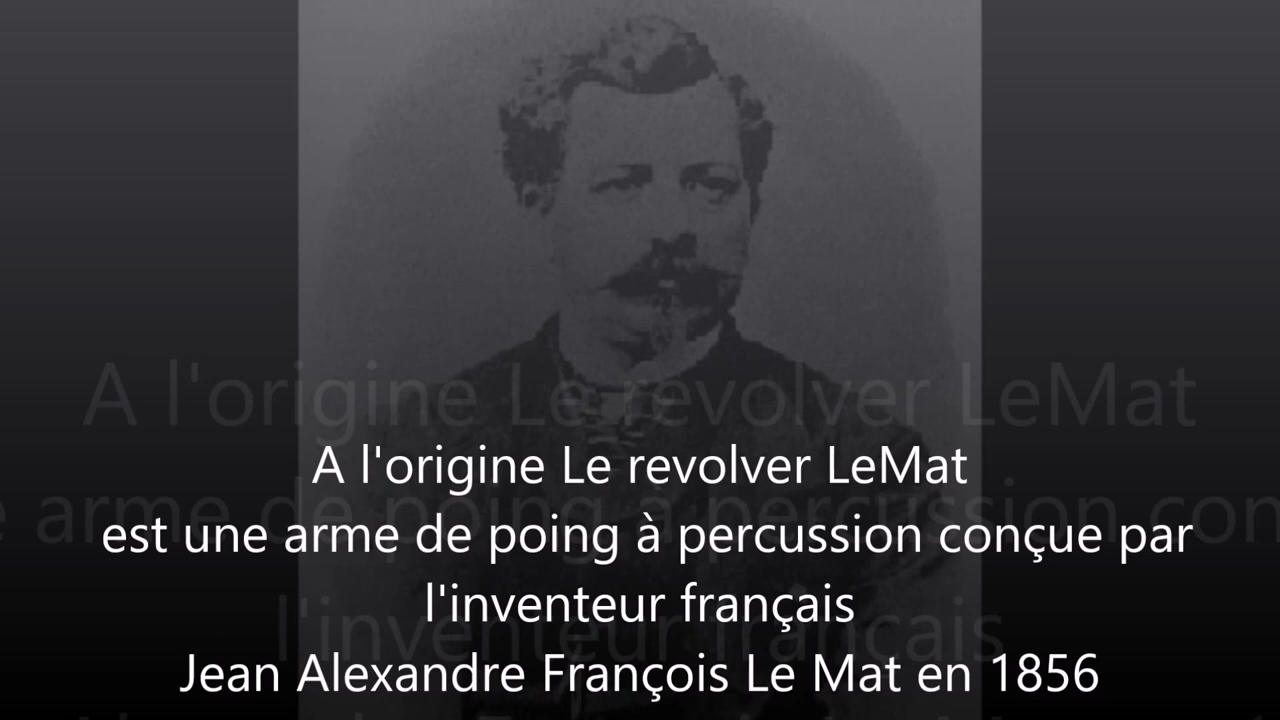 A l'origine Le revolver LeMat
est une arme de poing à percussion conçue par
l'inventeur français
Jean Alexandre François Le Mat en 1856